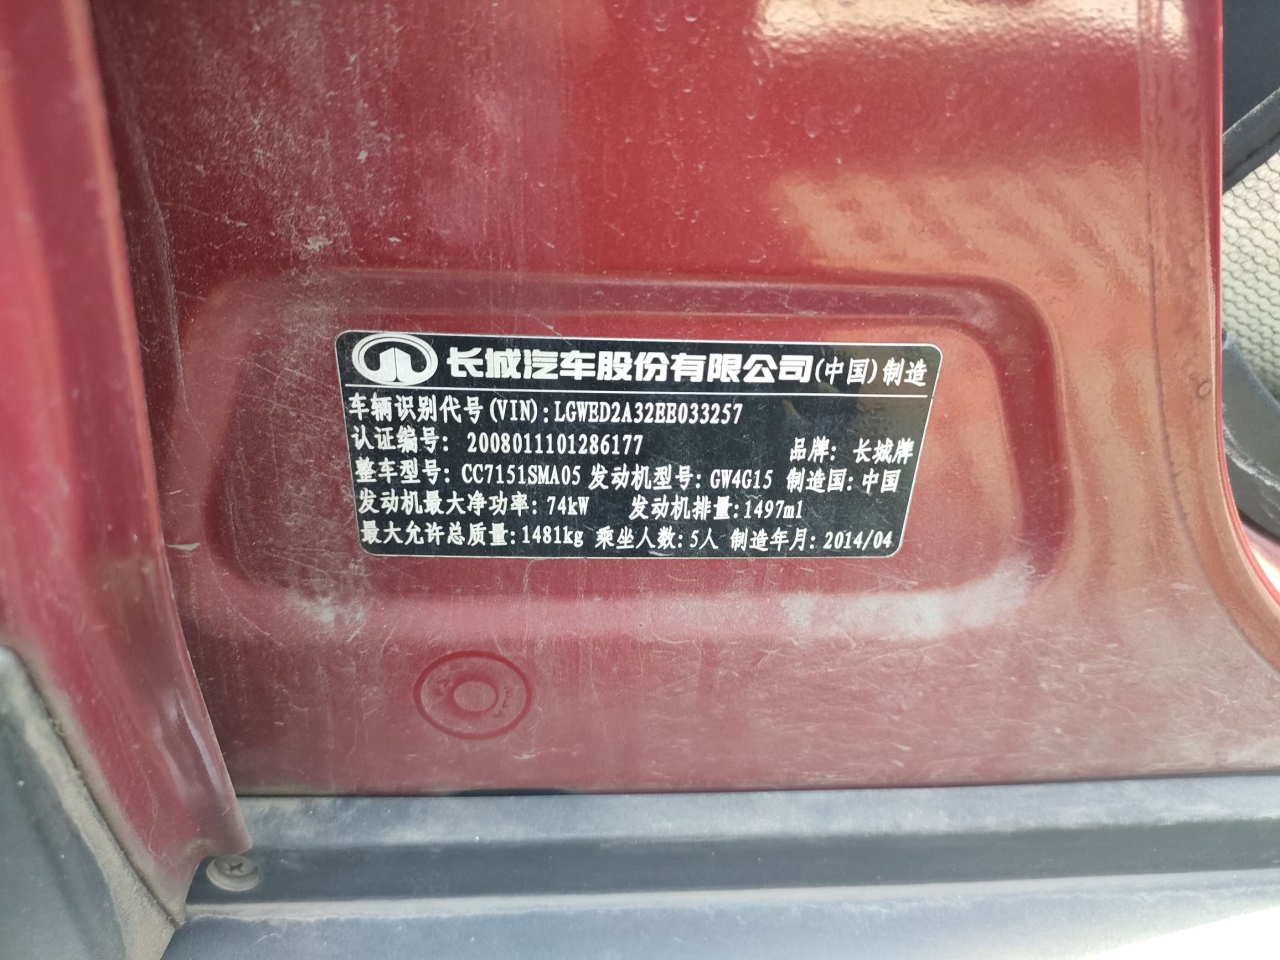 长城汽车股份有限公司(中国)制造
车辆识别代号(VIN):LGWED2A32EE033257
认证编号: 2008011101286177 品牌: 长城牌
整车型号: CC7151SMA05 发动机型号: GW4G15 制造国: 中国
发动机最大净功率: 74kW 发动机排量:1497ml
最大允许总质量:1481kg 乘坐人数:5人 制造年月: 2014/04